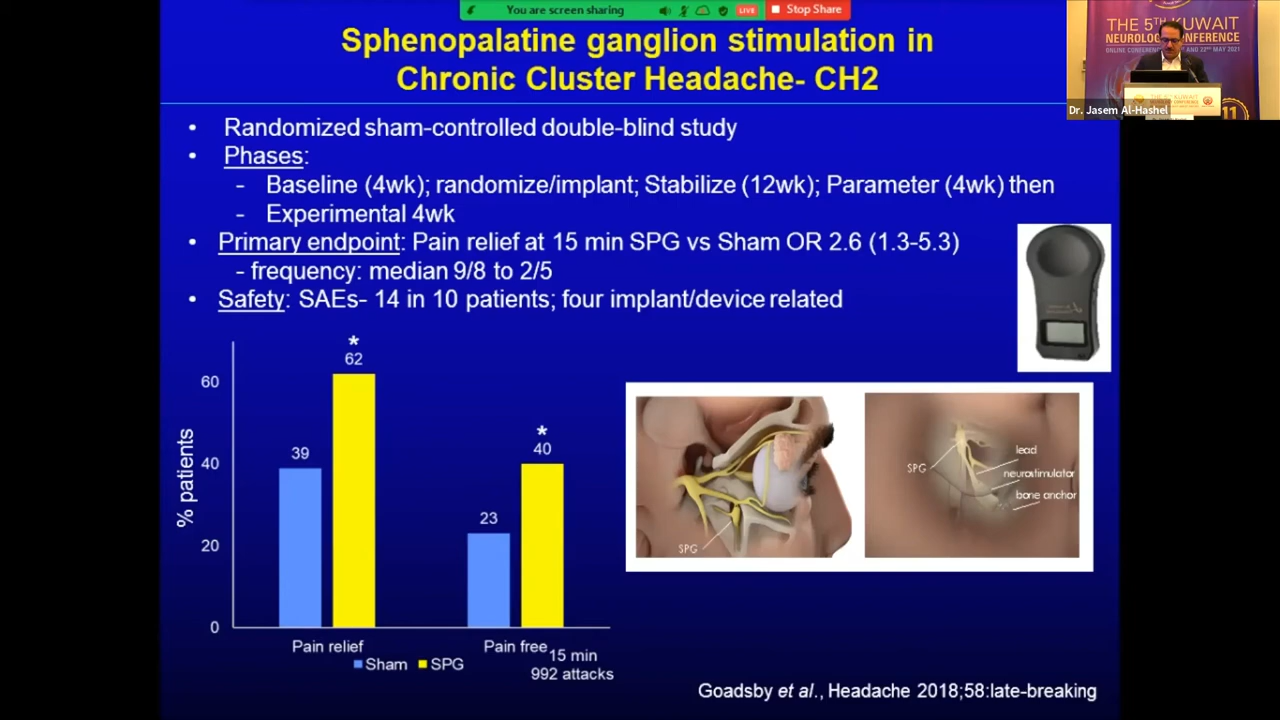 You are screen sharing
LIVE
Stop Share
THE 5TH KUWAIT
NEUROLOGY CONFERENCE
Dr. Jasem Al-Hashel
Sphenopalatine ganglion stimulation in
Chronic Cluster Headache- CH2
• Randomized sham-controlled double-blind study
• Phases:
- Baseline (4wk); randomize/implant; Stabilize (12wk); Parameter (4wk) then
- Experimental 4wk
• Primary endpoint: Pain relief at 15 min SPG vs Sham OR 2.6 (1.3-5.3)
- frequency: median 9/8 to 2/5
• Safety: SAEs- 14 in 10 patients; four implant/device related
% patients
60
40
20
0
39
*
62
23
*
40
Pain relief
Pain free
15 min
992 attacks
Sham
SPG
SPG
SPG
lead
neurostimulator
bone anchor
Goadsby et al., Headache 2018;58:late-breaking